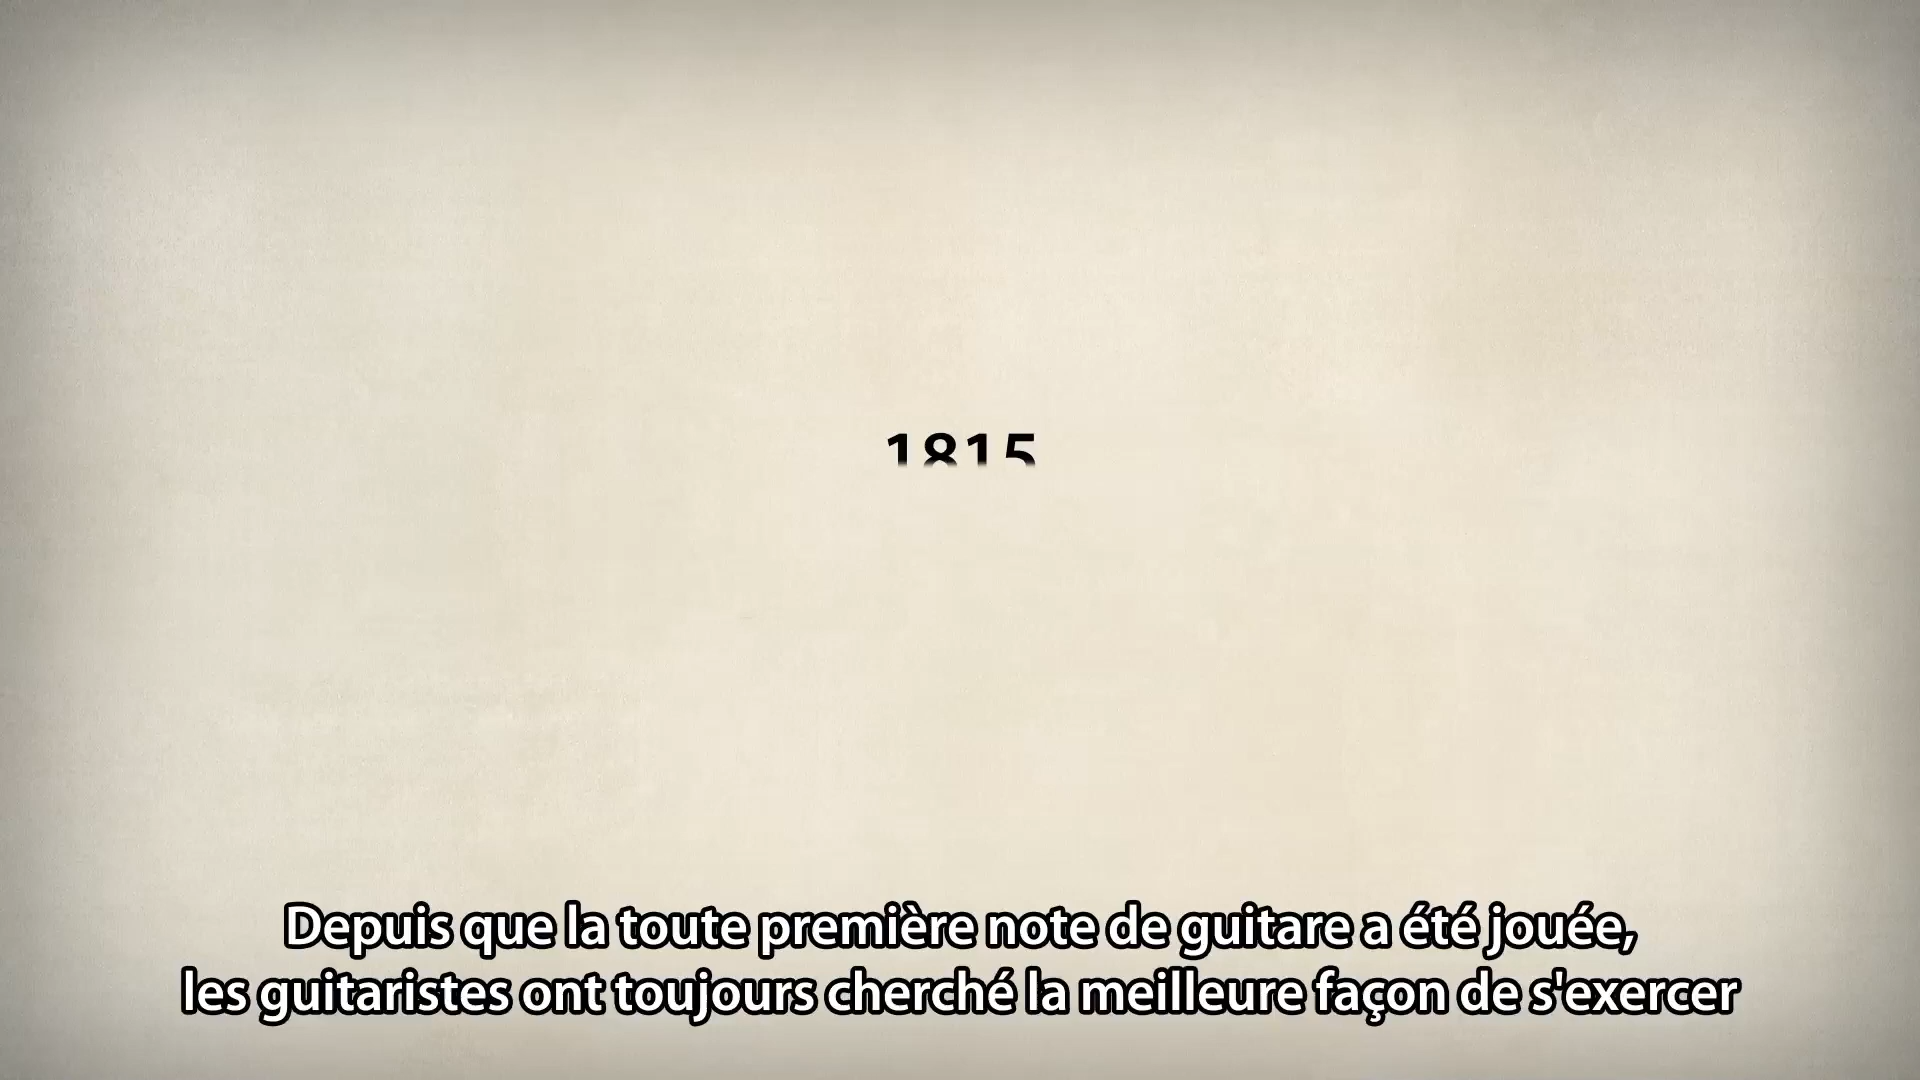 1815
Depuis que la toute première note de guitare a été jouée,
les guitaristes ont toujours cherché la meilleure façon de s'exercer